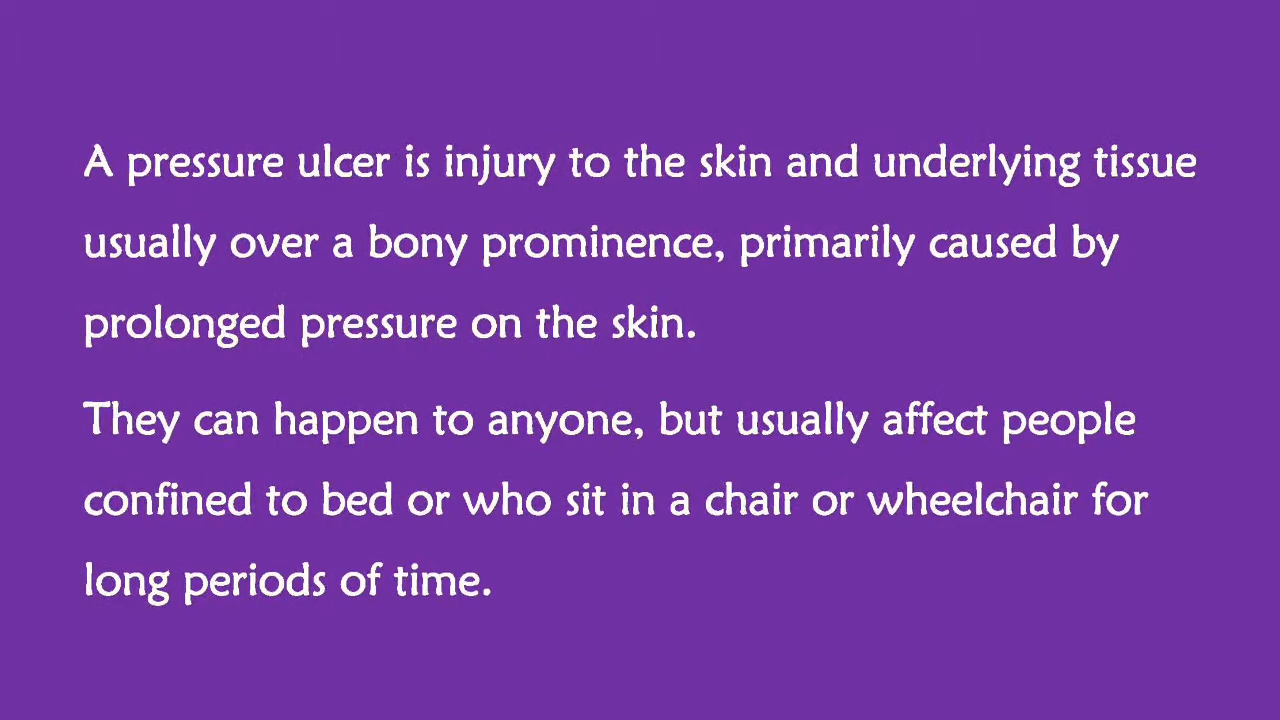 A pressure ulcer is injury to the skin and underlying tissue
usually over a bony prominence, primarily caused by
prolonged pressure on the skin.
They can happen to anyone, but usually affect people
confined to bed or who sit in a chair or wheelchair for
long periods of time.